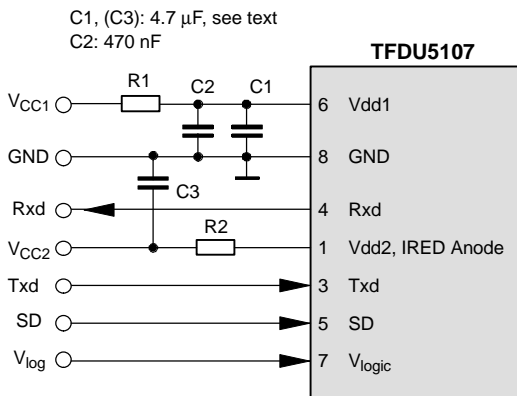 C1, (C3): 4.7 μF, see text
C2: 470 nF
TFDU5107
VCC1 R1 C2 C1 6 Vdd1
GND 8 GND
C3
Rxd 4 Rxd
VCC2 R2 1 Vdd2, IRED Anode
Txd 3 Txd
SD 5 SD
Vlog 7 Vlogic